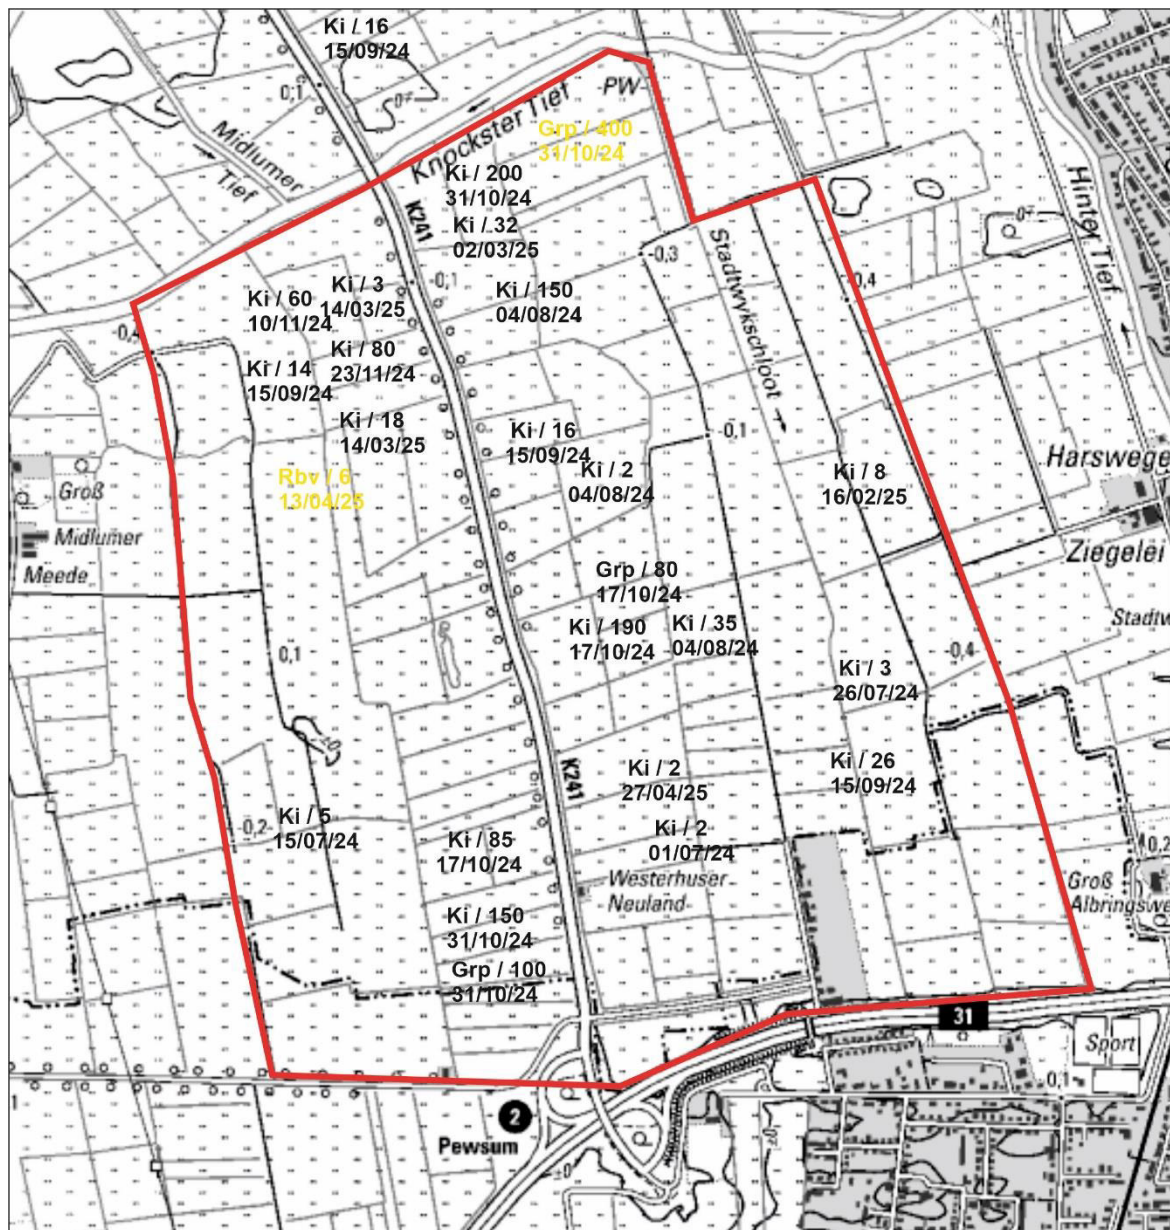 Ki / 16
15/09/24
0,1
Midlumer
Tief
Knockster Tief
PW
Grp / 400
31/10/24
Ki / 200
31/10/24
K241
Ki / 32
02/03/25
-0,3
Stadtwykschloot
Hinter Tief
-0,1
-0,4
Ki / 3
14/03/25
Ki / 60
10/11/24
Ki / 150
04/08/24
-0,4
Ki / 80
23/11/24
Ki / 14
15/09/24
Ki / 18
14/03/25
Ki / 16
15/09/24
-0,1
Ki / 2
04/08/24
Ki / 8
16/02/25
Harswege
Rbv / 6
13/04/25
Groß
Midlumer
Meede
Ziegelei
Grp / 80
17/10/24
Ki / 190
17/10/24
Ki / 35
04/08/24
Stadtw
0,1
-0,4
Ki / 3
26/07/24
Ki / 26
15/09/24
K241
Ki / 2
27/04/25
Ki / 5
15/07/24
-0,2
Ki / 85
17/10/24
Ki / 2
01/07/24
0,2
Westerhuser
Neuland
Groß
Albringswe
Ki / 150
31/10/24
Grp / 100
31/10/24
31
Sport
0,1
2
Pewsum